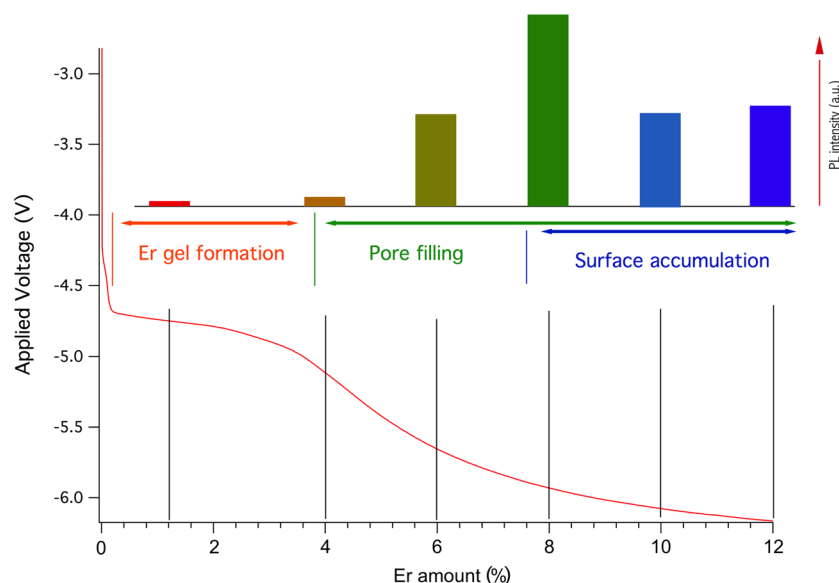 -3.0
-3.5
-4.0
-4.5
-5.0
-5.5
-6.0
Applied Voltage (V)
PL intensity (a.u.)
Er gel formation
Pore filling
Surface accumulation
0
2
4
6
8
10
12
Er amount (%)